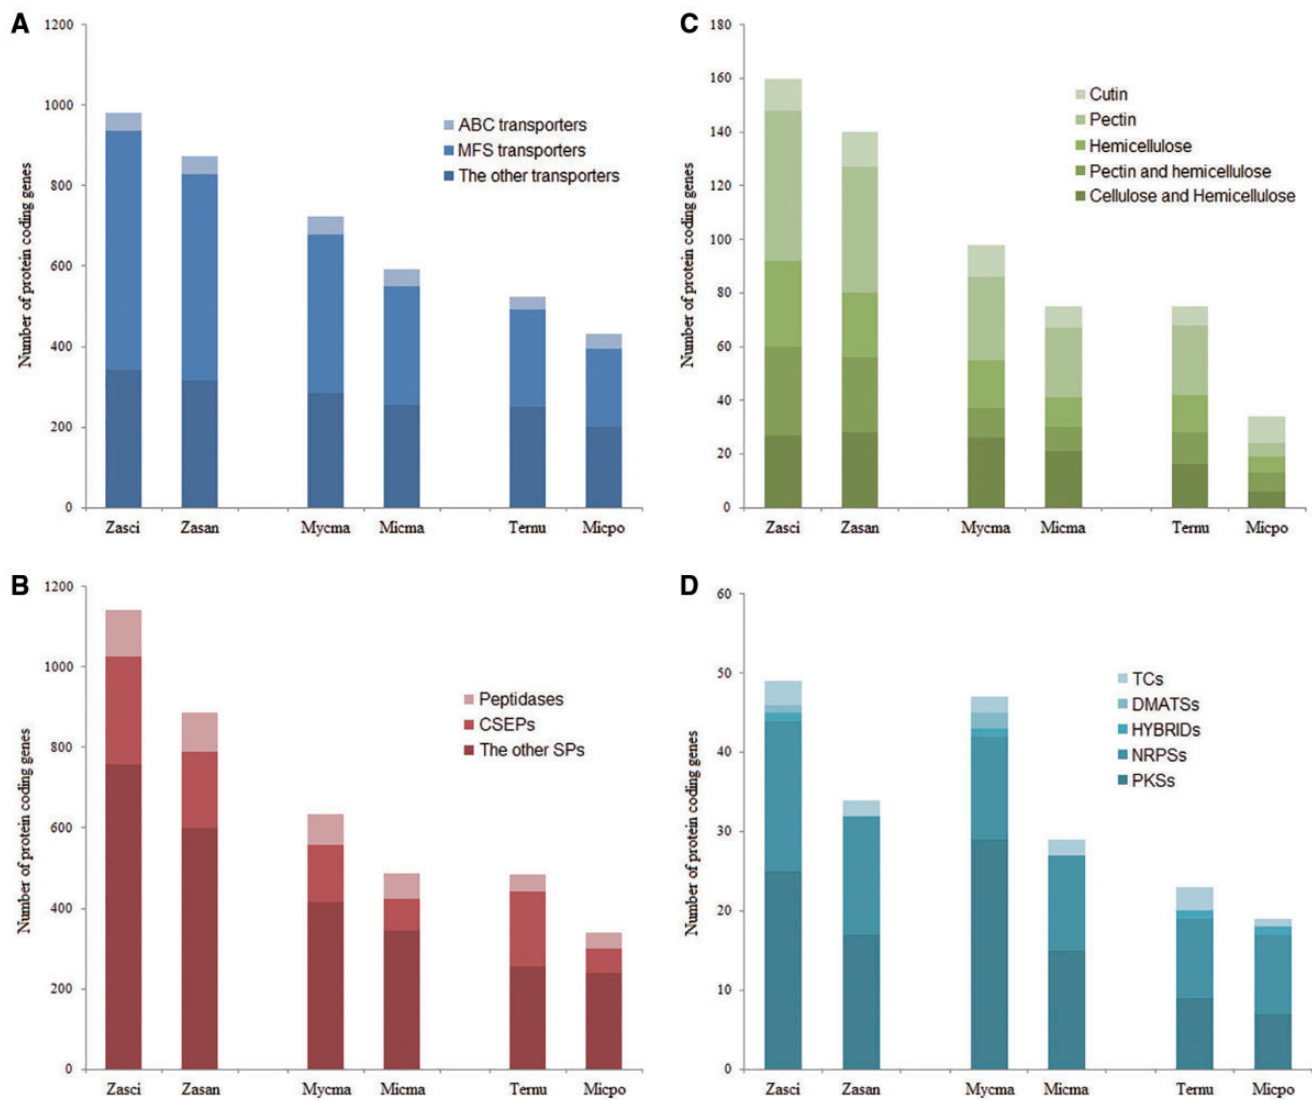 A
Number of protein coding genes
1200
1000
800
600
400
200
0
ABC transporters
MFS transporters
The other transporters
Zasci Zasan Mycma Micma Ternu Micpo
C
Number of protein coding genes
180
160
140
120
100
80
60
40
20
0
Cutin
Pectin
Hemicellulose
Pectin and hemicellulose
Cellulose and Hemicellulose
Zasci Zasan Mycma Micma Ternu Micpo
B
Number of protein coding genes
1200
1000
800
600
400
200
0
Peptidases
CSEPs
The other SPs
Zasci Zasan Mycma Micma Ternu Micpo
D
Number of protein coding genes
60
50
40
30
20
10
0
TCs
DMATSs
HYBRIDs
NRPSs
PKSs
Zasci Zasan Mycma Micma Ternu Micpo